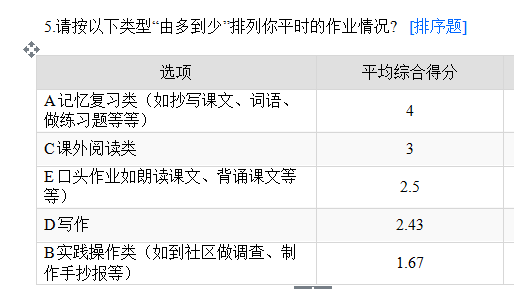 5.请按以下类型“由多到少”排列你平时的作业情况？ [排序题]
选项 平均综合得分
A 记忆复习类（如抄写课文、词语、
做练习题等等） 4
C 课外阅读类 3
E 口头作业如朗读课文、背诵课文等
等） 2.5
D 写作 2.43
B 实践操作类（如到社区做调查、制
作手抄报等） 1.67